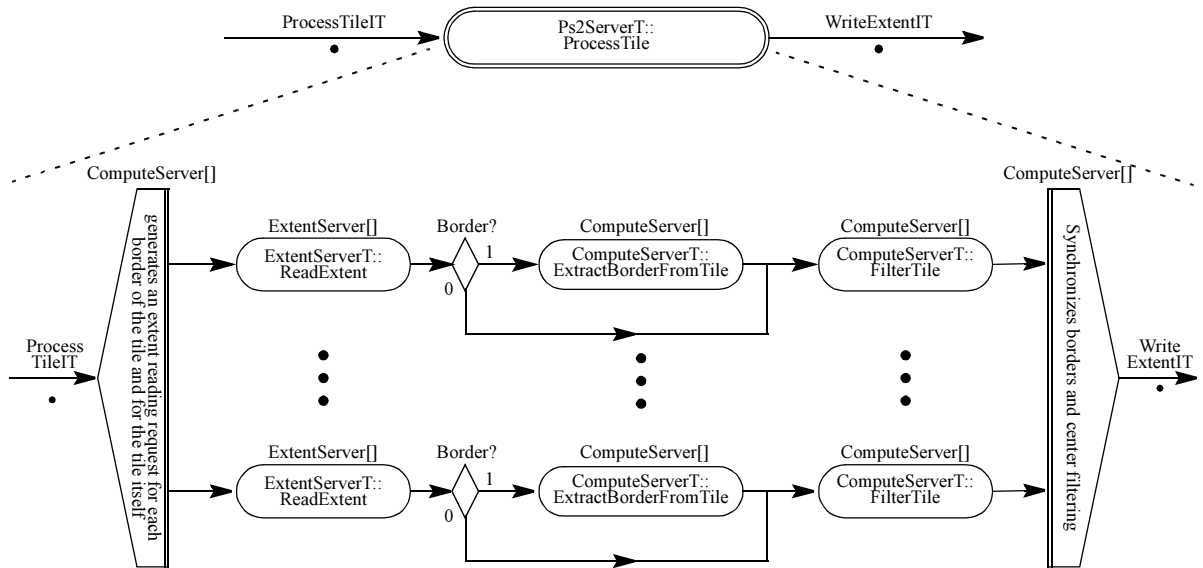 ProcessTileIT
Ps2ServerT::
ProcessTile
WriteExtentIT
ComputeServer[]
ComputeServer[]
generates an extent reading request for each
border of the tile and for the tile itself
ExtentServer[]
Border?
ComputeServer[]
ComputeServer[]
ExtentServerT::
ReadExtent
1
ComputeServerT::
ExtractBorderFromTile
ComputeServerT::
FilterTile
0
Process
TileIT
Synchronizes borders and center filtering
Write
ExtentIT
ExtentServer[]
Border?
ComputeServer[]
ComputeServer[]
ExtentServerT::
ReadExtent
1
ComputeServerT::
ExtractBorderFromTile
ComputeServerT::
FilterTile
0